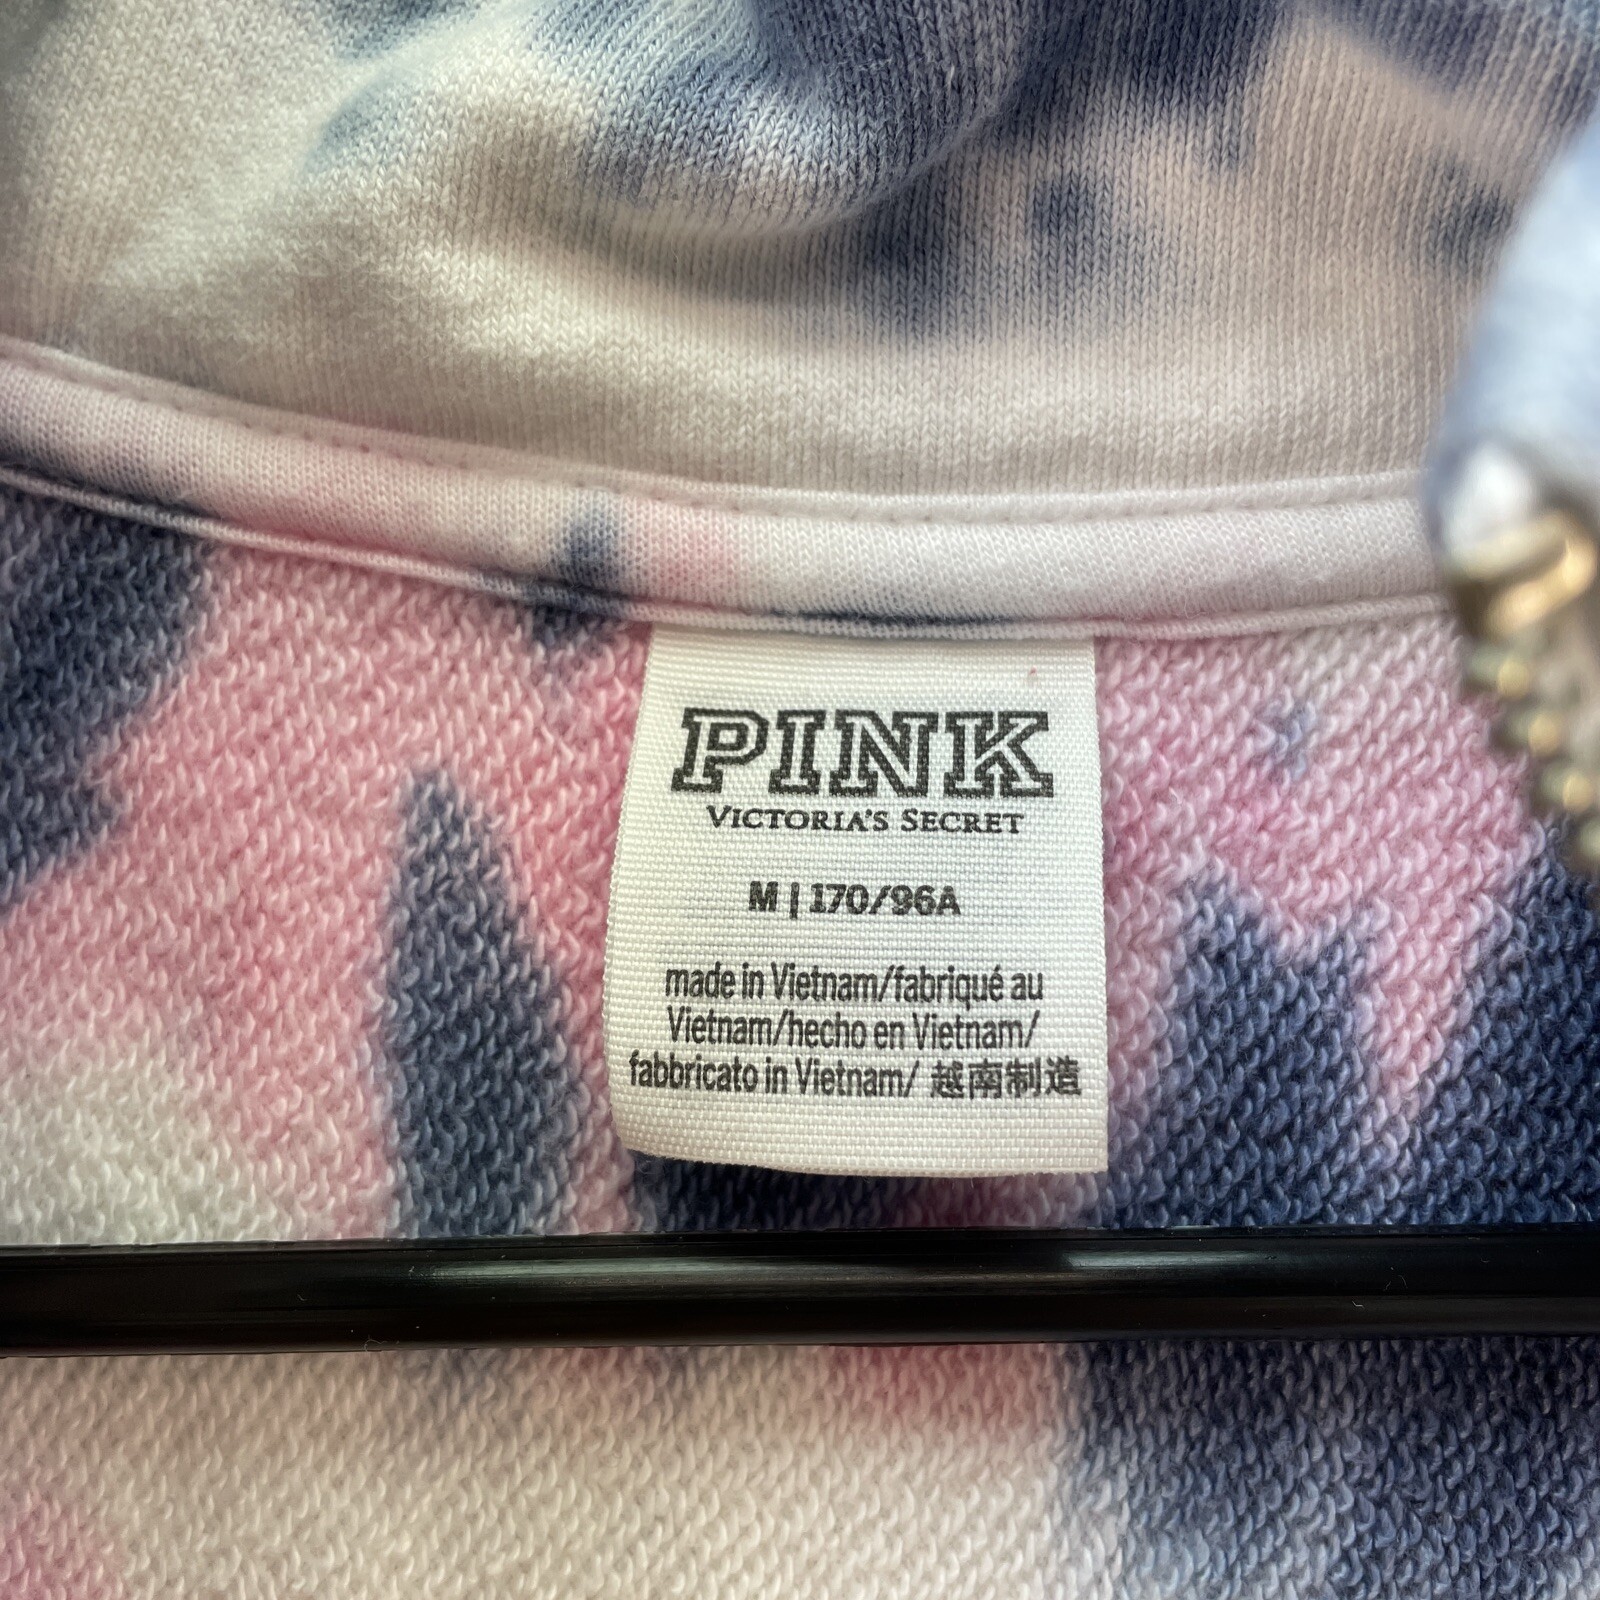 PINK
VICTORIA'S SECRET
M | 170/96A
made in Vietnam/fabriqué au
Vietnam/hecho en Vietnam/
fabbricato in Vietnam/ 越南制造